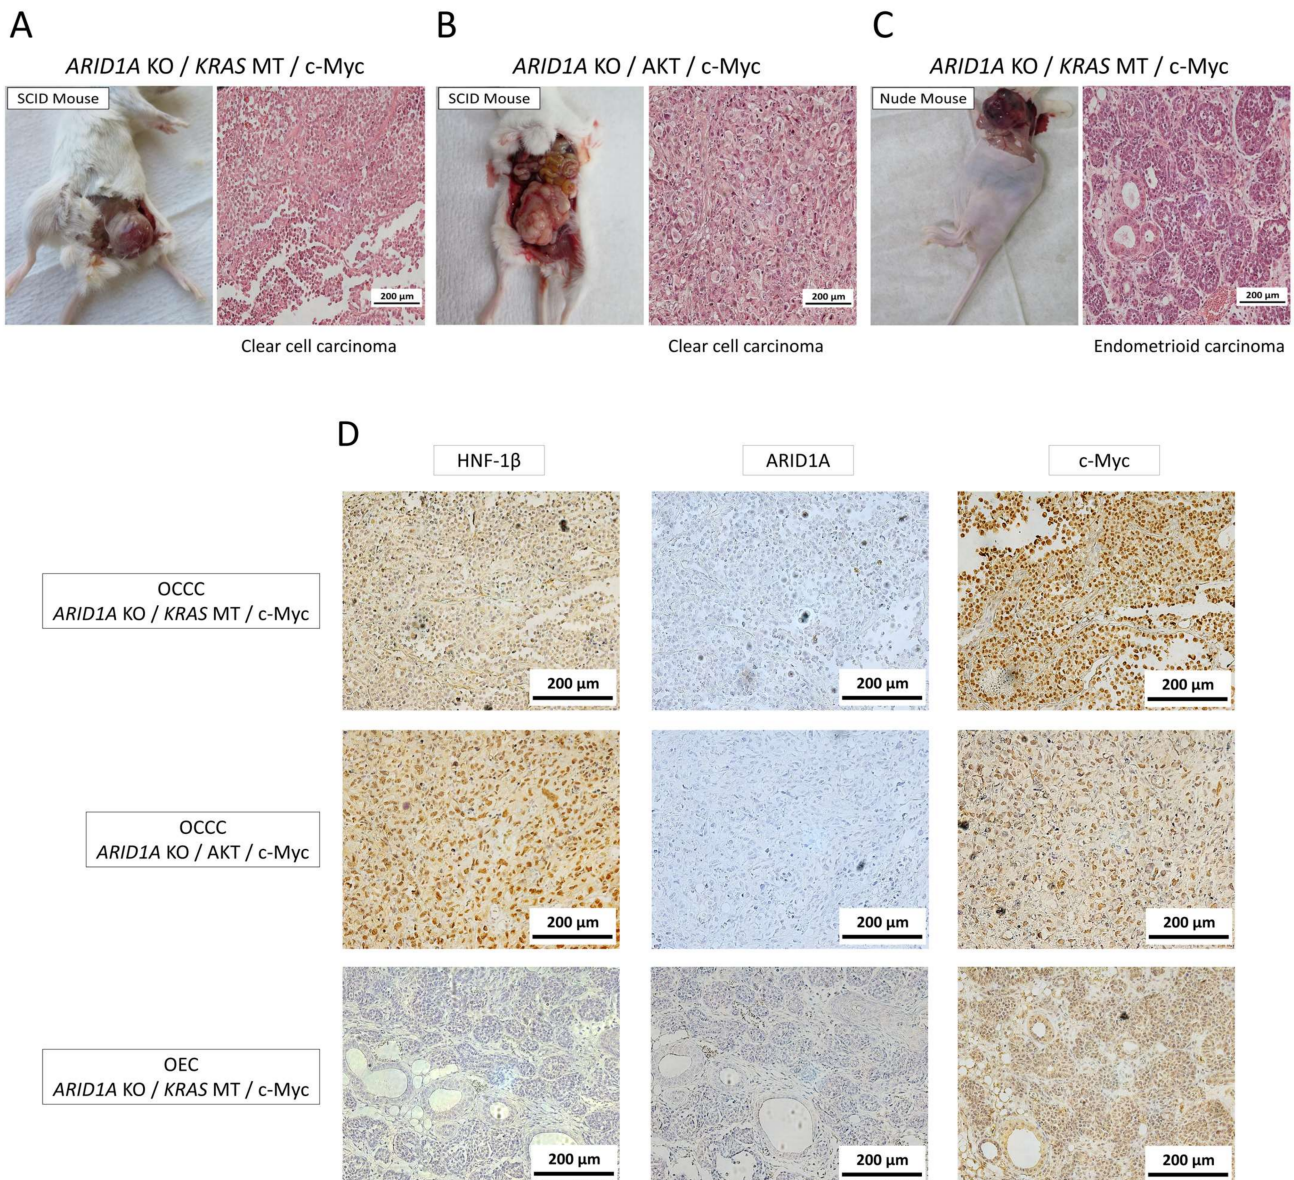 A
ARID1A KO / KRAS MT / c-Myc
SCID Mouse
200 μm
Clear cell carcinoma
B
ARID1A KO / AKT / c-Myc
SCID Mouse
200 μm
Clear cell carcinoma
C
ARID1A KO / KRAS MT / c-Myc
Nude Mouse
200 μm
Endometrioid carcinoma
D
HNF-1β
ARID1A
c-Myc
OCCC
ARID1A KO / KRAS MT / c-Myc
200 μm
200 μm
200 μm
OCCC
ARID1A KO / AKT / c-Myc
200 μm
200 μm
200 μm
OEC
ARID1A KO / KRAS MT / c-Myc
200 μm
200 μm
200 μm